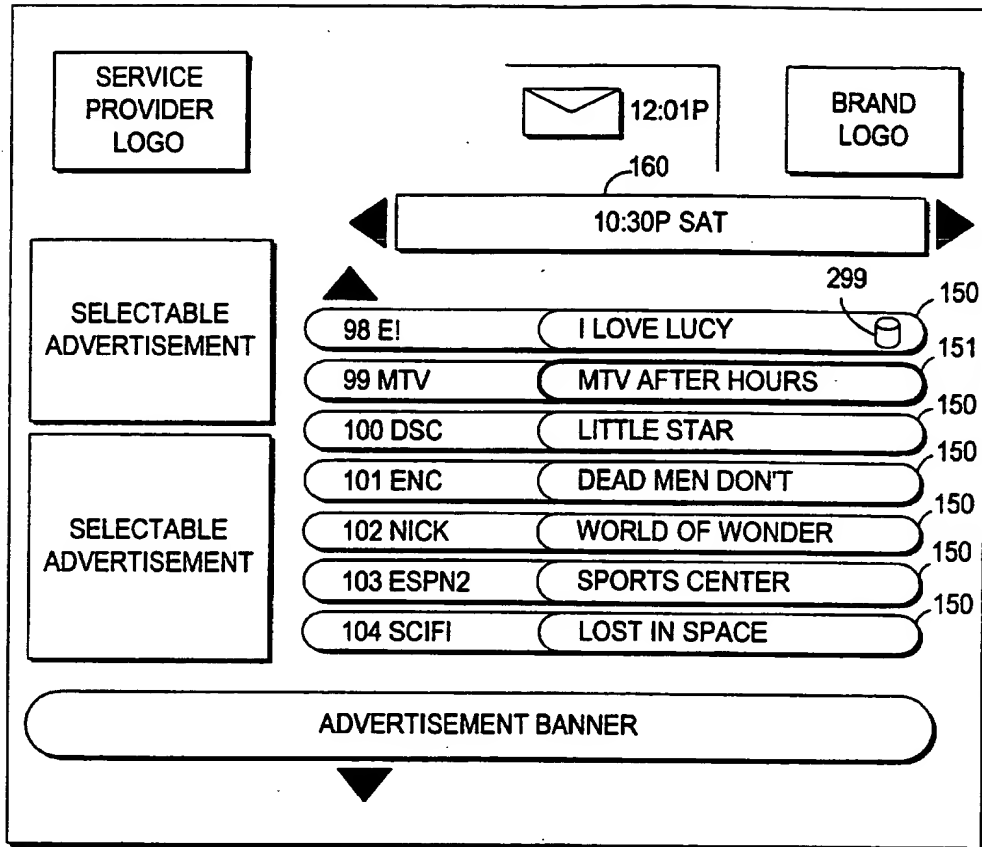 SERVICE
PROVIDER
LOGO
12:01P
BRAND
LOGO
160
10:30P SAT
SELECTABLE
ADVERTISEMENT
299
98 E! I LOVE LUCY 150
99 MTV MTV AFTER HOURS 151
100 DSC LITTLE STAR 150
101 ENC DEAD MEN DON'T 150
102 NICK WORLD OF WONDER 150
103 ESPN2 SPORTS CENTER 150
104 SCIFI LOST IN SPACE 150
SELECTABLE
ADVERTISEMENT
ADVERTISEMENT BANNER